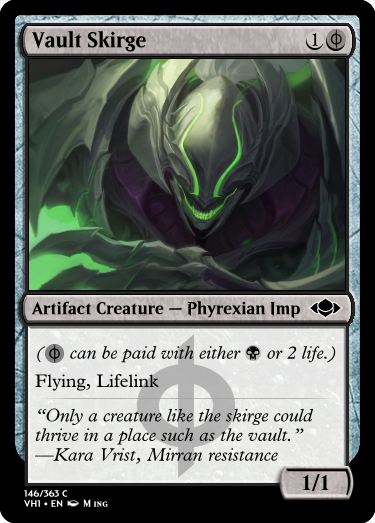 Vault Skirge 1
Artifact Creature — Phyrexian Imp
( can be paid with either or 2 life.)
Flying, Lifelink
“Only a creature like the skirge could
thrive in a place such as the vault.”
—Kara Vrist, Mirran resistance
1/1
146/363 C
VH1 • EN M ING